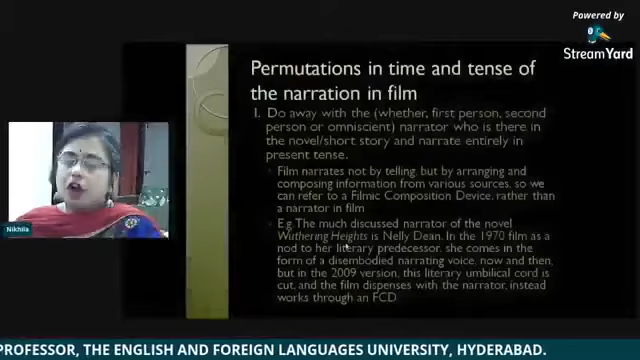 Powered by
StreamYard
Permutations in time and tense of
the narration in film
1. Do away with the (whether, first person, second
person or omniscient) narrator who is there in
the novel/short story and narrate entirely in
present tense.
Film narrates not by telling, but by arranging and
composing information from various sources, so we
can refer to a Filmic Composition Device, rather than
a narrator in film
E.g. The much discussed narrator of the novel
Wuthering Heights is Nelly Dean. In the 1970 film as a
nod to her literary predecessor, she comes in the
form of a disembodied narrating voice, now and then,
but in the 2009 version, this literary umbilical cord is
cut, and the film dispenses with the narrator, instead
works through an FCD
Nikhila
PROFESSOR, THE ENGLISH AND FOREIGN LANGUAGES UNIVERSITY, HYDERABAD.